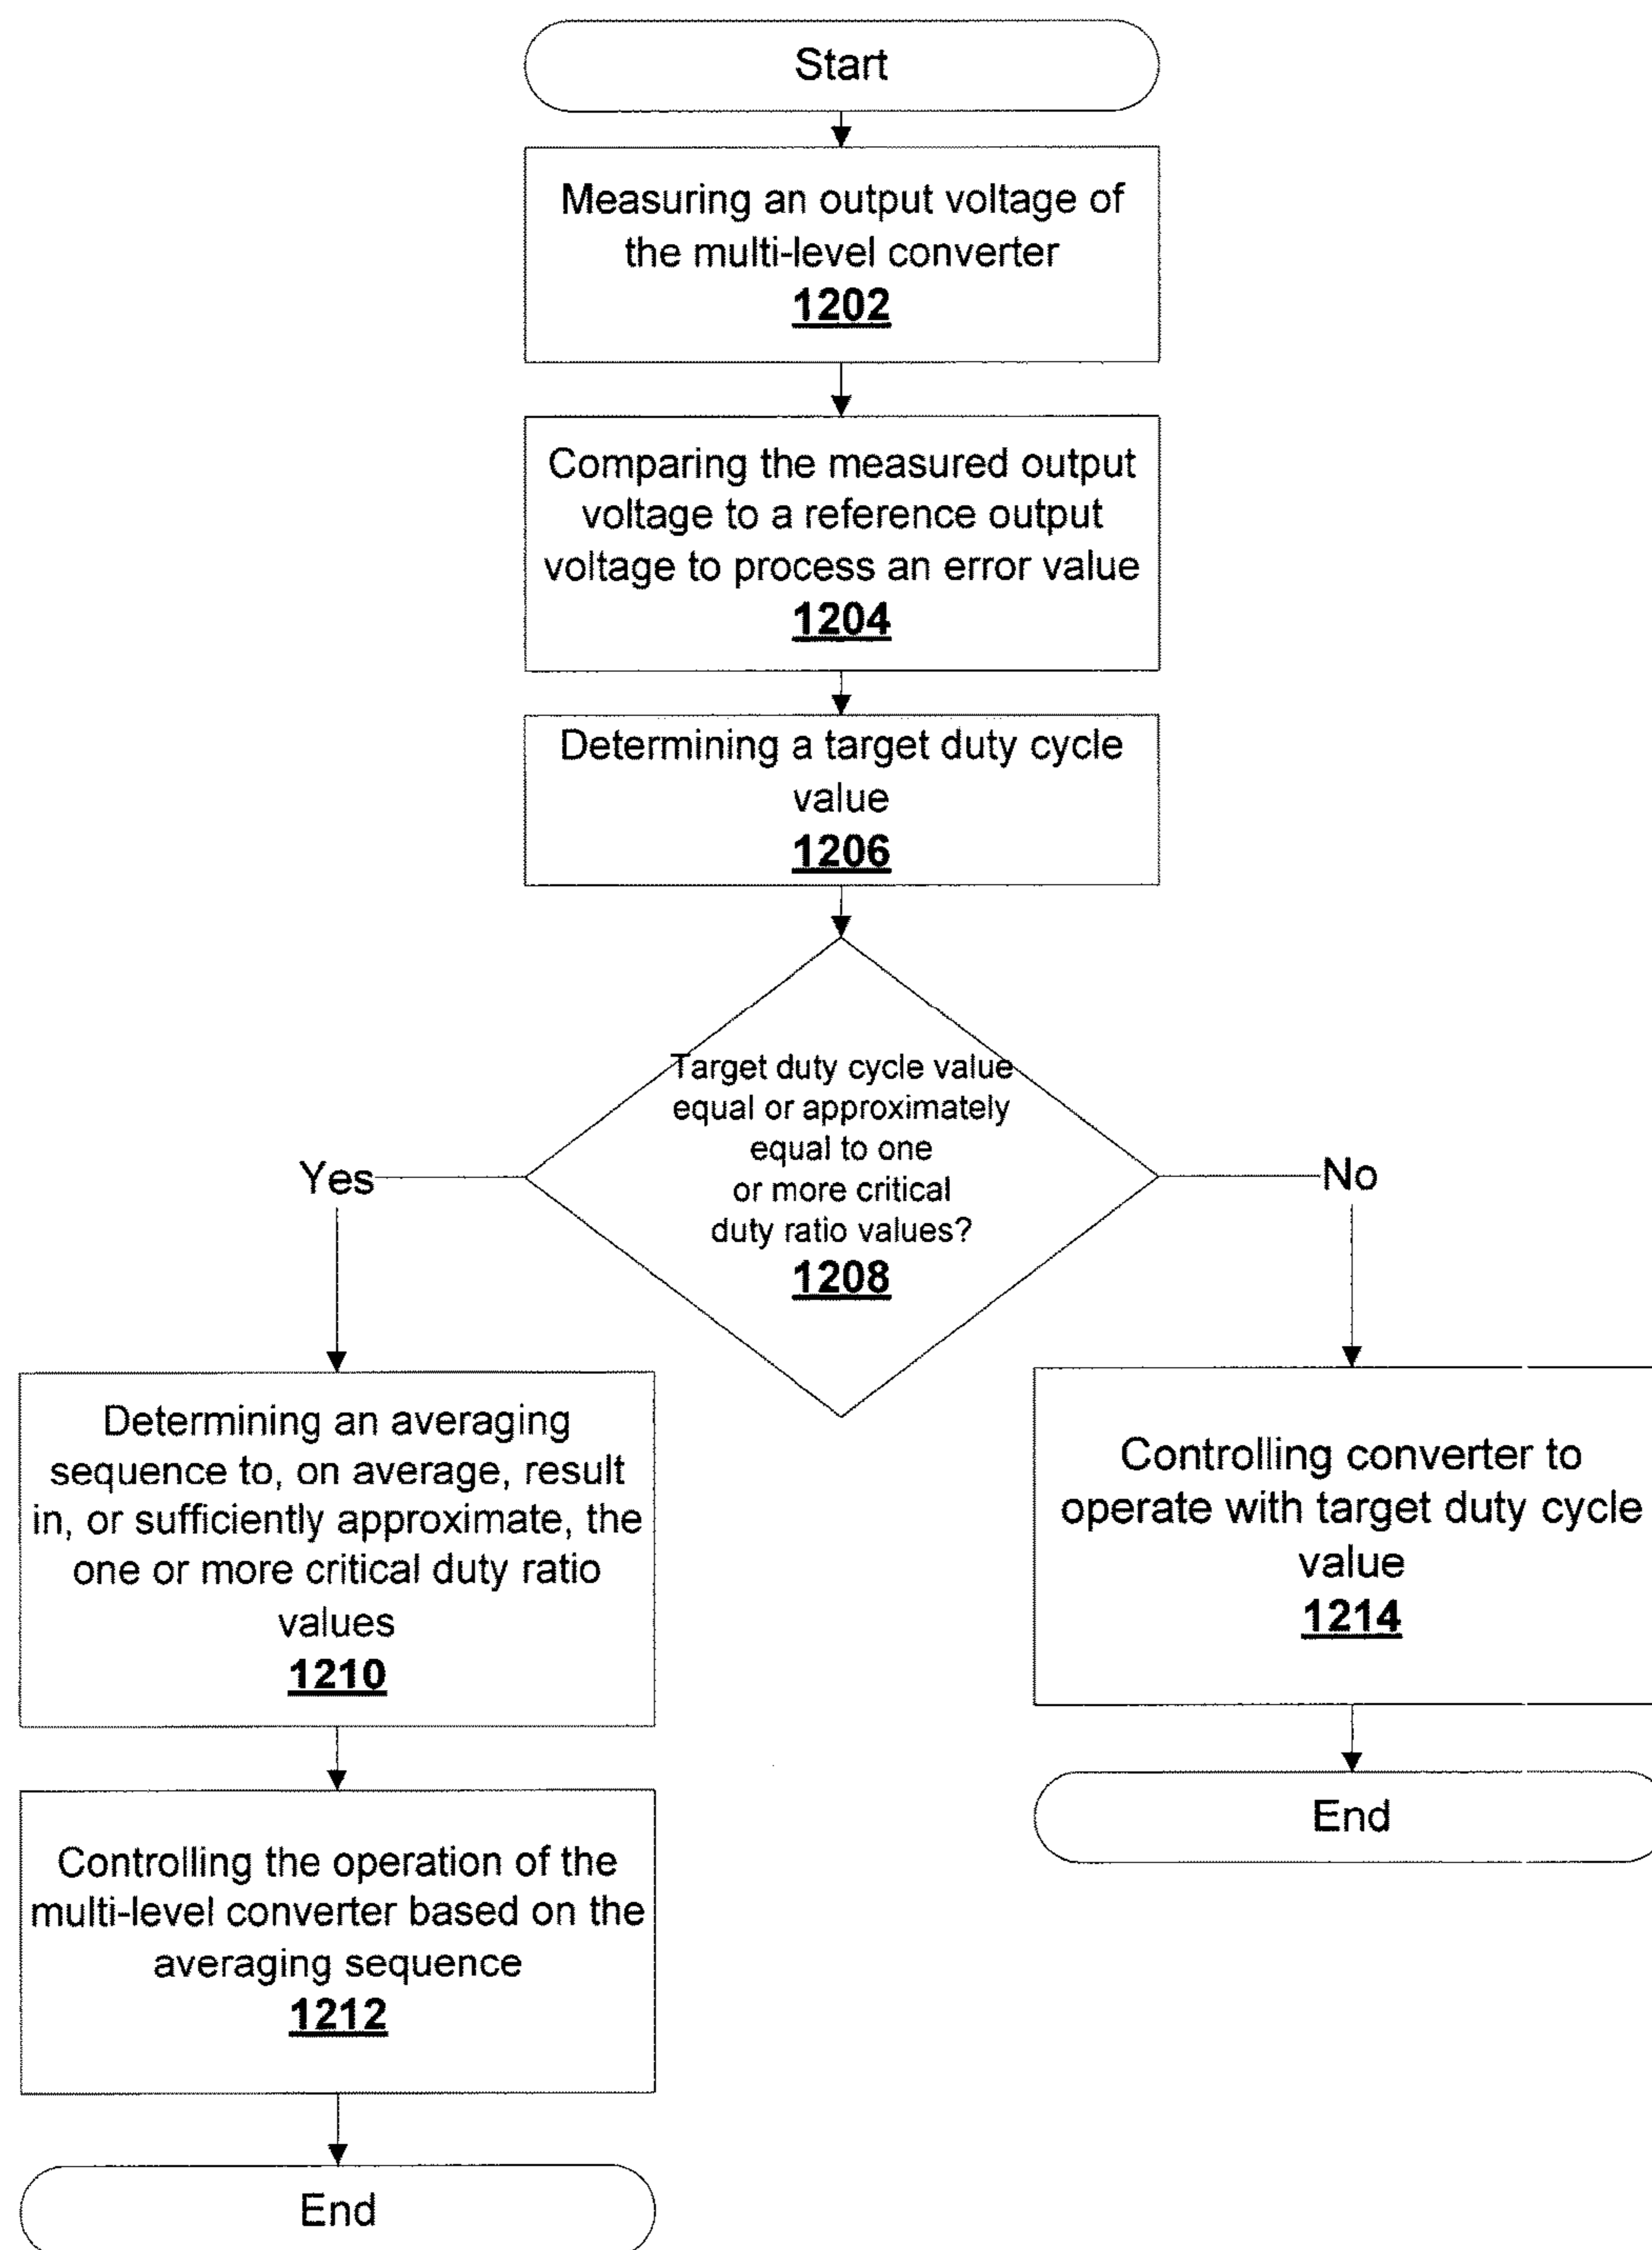 Start
Measuring an output voltage of
the multi-level converter
1202
Comparing the measured output
voltage to a reference output
voltage to process an error value
1204
Determining a target duty cycle
value
1206
Target duty cycle value
equal or approximately
equal to one
or more critical
duty ratio values?
1208
Yes
No
Determining an averaging
sequence to, on average, result
in, or sufficiently approximate, the
one or more critical duty ratio
values
1210
Controlling converter to
operate with target duty cycle
value
1214
End
Controlling the operation of the
multi-level converter based on the
averaging sequence
1212
End